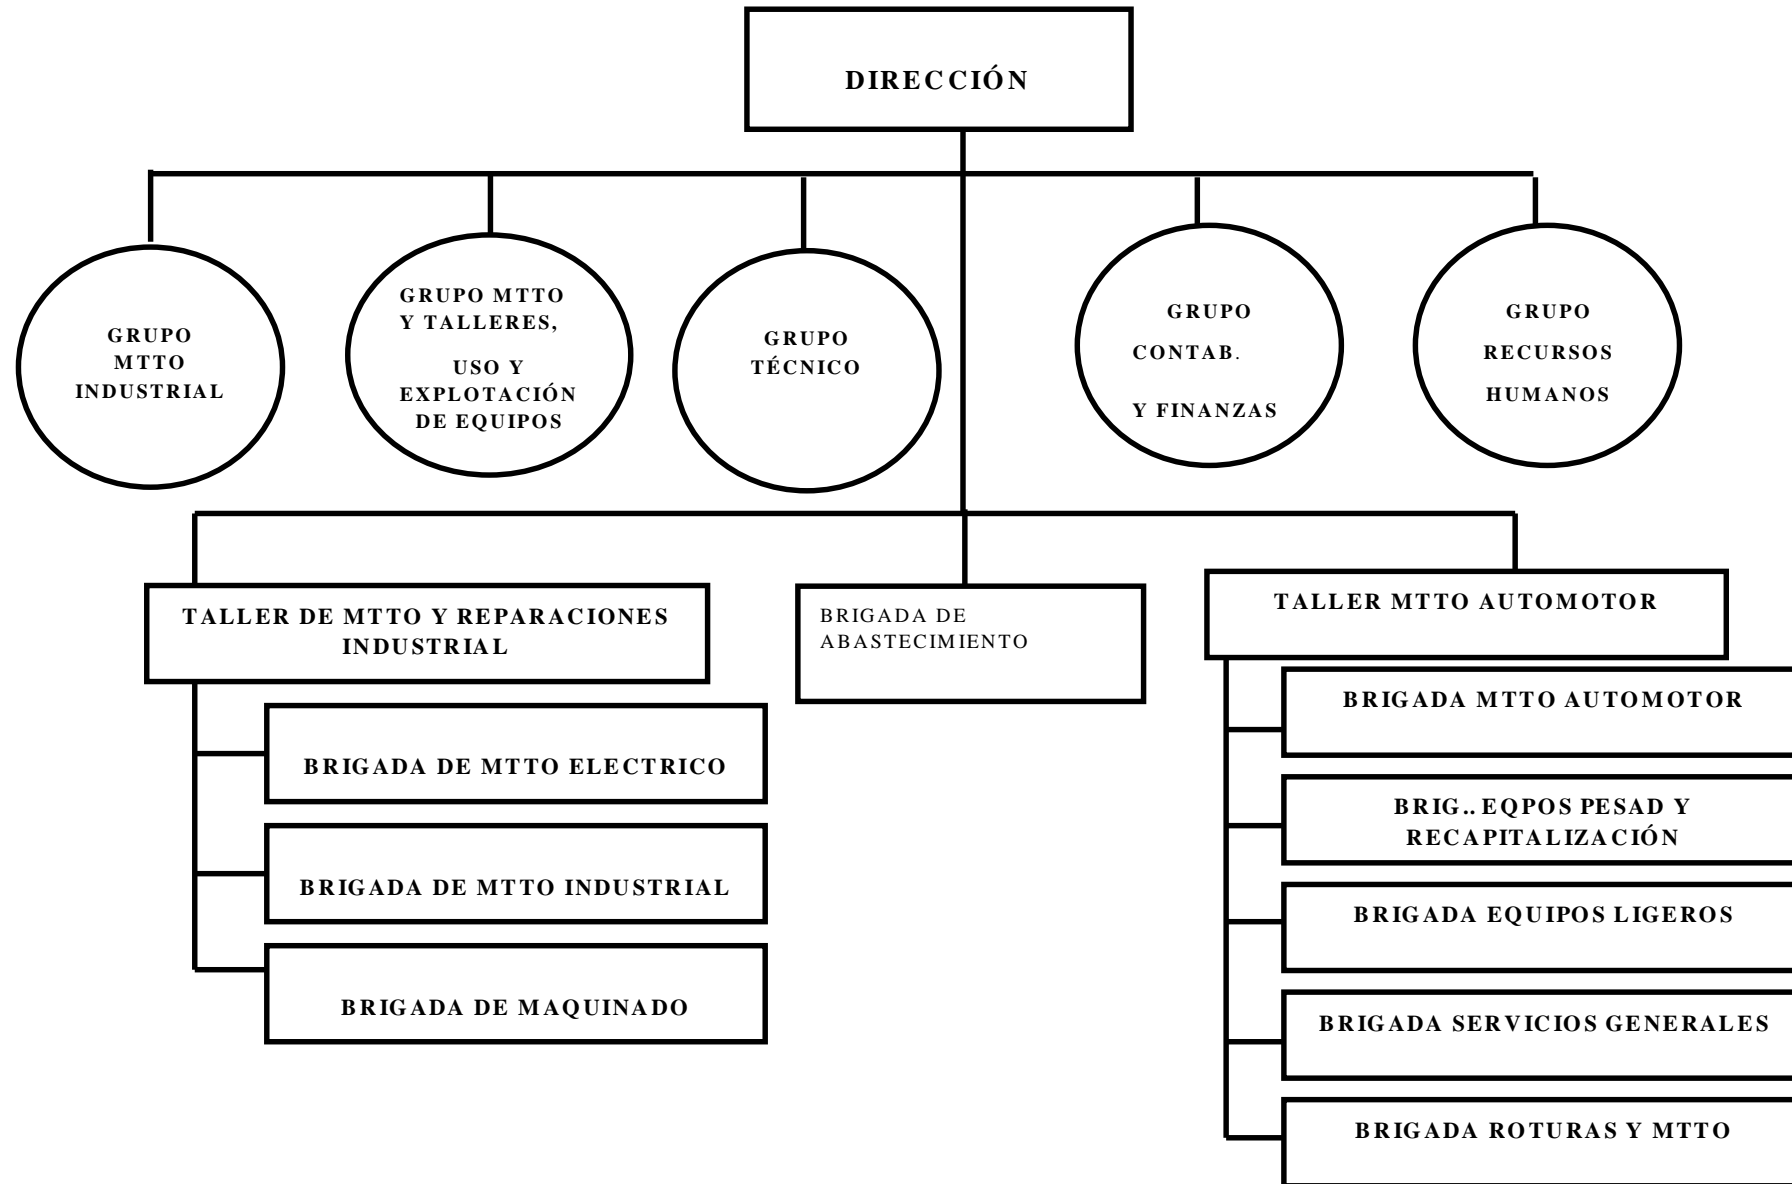 DIRECCIÓN
GRUPO
MTTO
INDUSTRIAL
GRUPO MTTO
Y TALLERES,
USO Y
EXPLOTACIÓN
DE EQUIPOS
GRUPO
TÉCNICO
GRUPO
CONTAB.
Y FINANZAS
GRUPO
RECURSOS
HUMANOS
TALLER DE MTTO Y REPARACIONES
INDUSTRIAL
BRIGADA DE MTTO ELECTRICO
BRIGADA DE MTTO INDUSTRIAL
BRIGADA DE MAQUINADO
BRIGADA DE
ABASTECIMIENTO
TALLER MTTO AUTOMOTOR
BRIGADA MTTO AUTOMOTOR
BRIG.. EQPOS PESAD Y
RECAPITALIZACIÓN
BRIGADA EQUIPOS LIGEROS
BRIGADA SERVICIOS GENERALES
BRIGADA ROTURAS Y MTTO